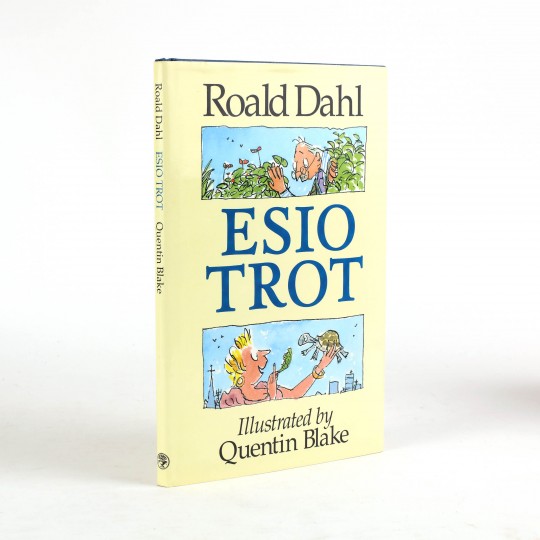 Roald Dahl
ESIO
TROT
Illustrated by
Quentin Blake
Roald Dahl ESIO TROT Quentin Blake